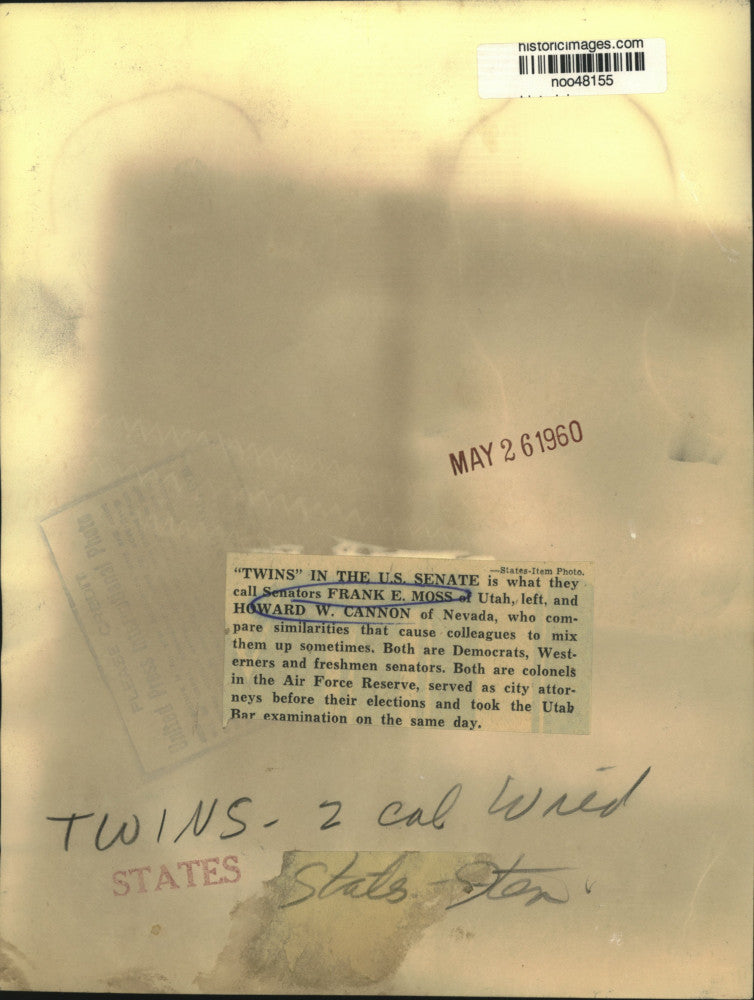 historicimages.com
noo48155
MAY 26 1960
—States-Item Photo.
"TWINS" IN THE U.S. SENATE is what they
call Senators FRANK E. MOSS of Utah, left, and
HOWARD W. CANNON of Nevada, who com-
pare similarities that cause colleagues to mix
them up sometimes. Both are Democrats, West-
erners and freshmen senators. Both are colonels
in the Air Force Reserve, served as city attor-
neys before their elections and took the Utah
Bar examination on the same day.
TWINS - 2 col Wired
STATES
States-Item